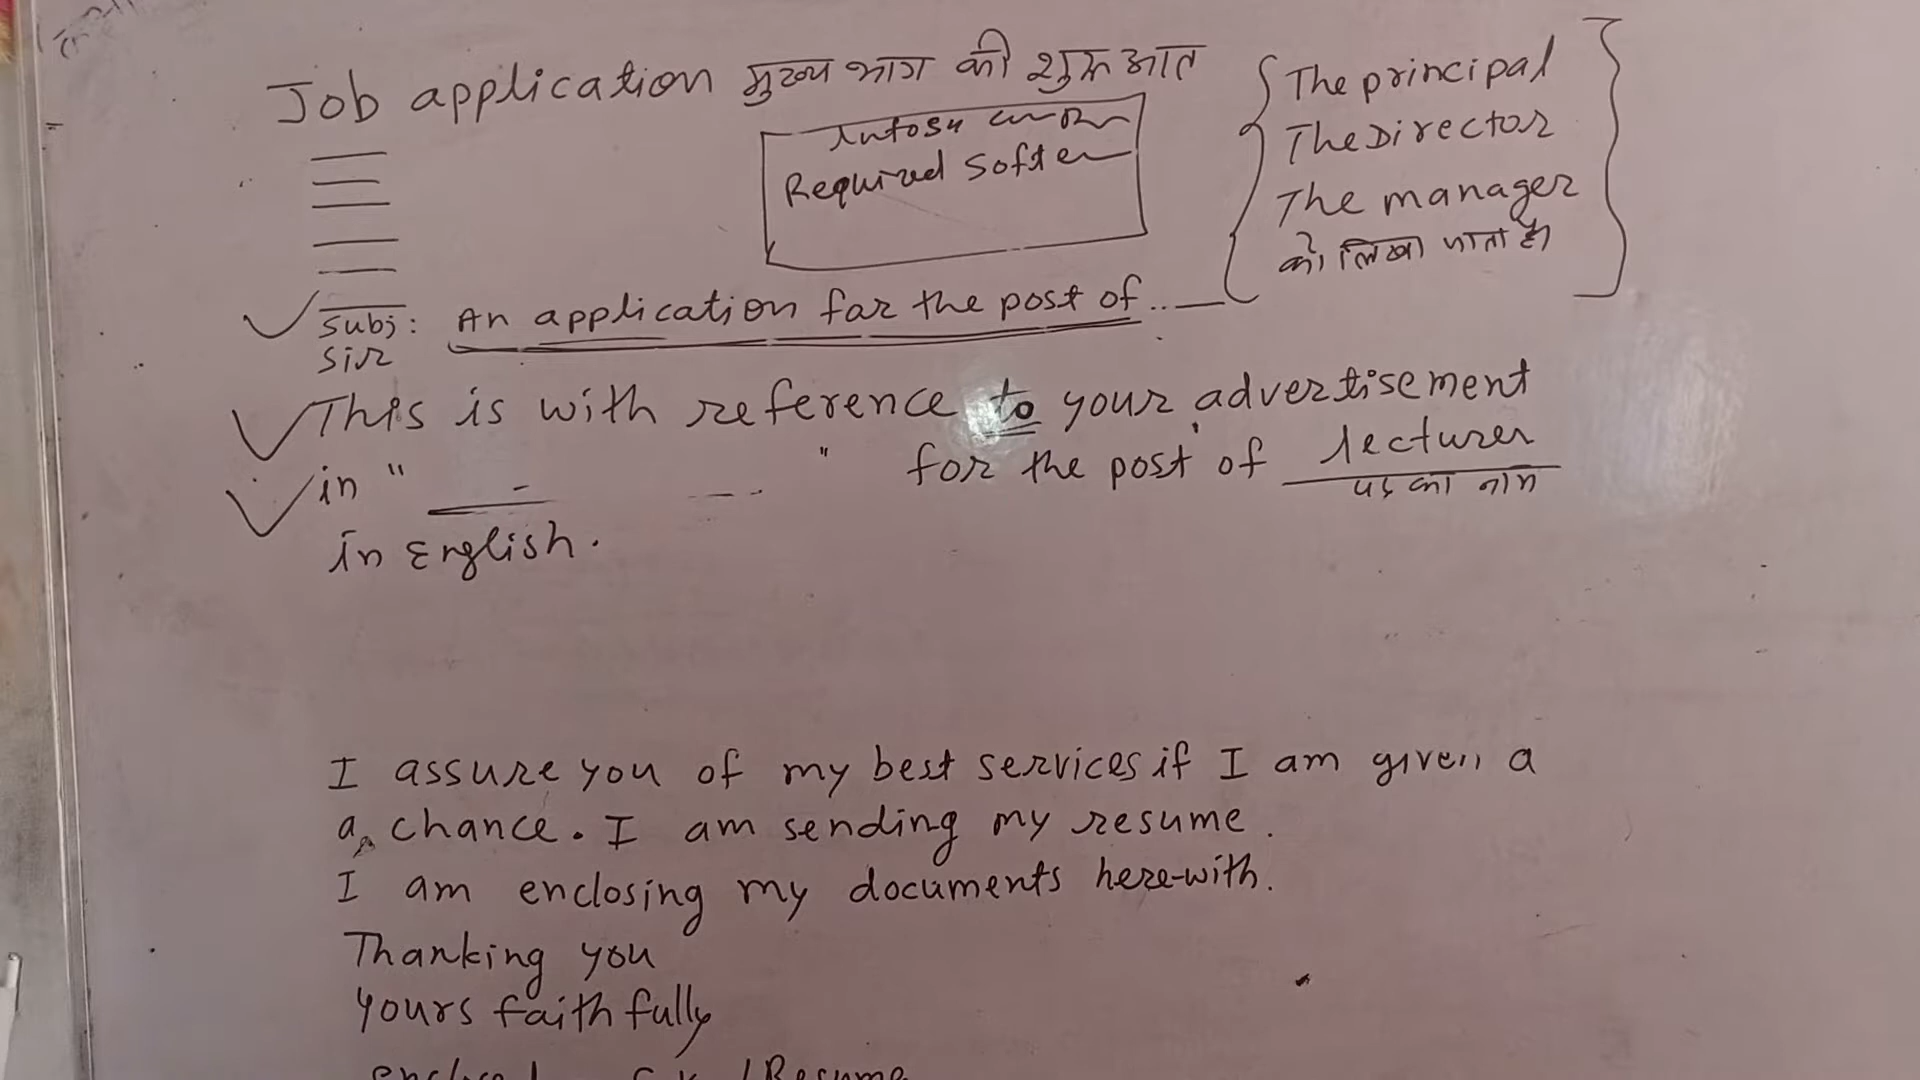 Job application मुख्य भाग की शुरूआत
Required Soften
The principal
The Director
The manager
को लिखा जाता है।
Subj: An application far the post of ..
Sir
This is with reference to your advertisement
in " " for the post of lecturer
पद का नाम
in English.
I assure you of my best services if I am given a
a chance. I am sending my resume.
I am enclosing my documents here-with.
Thanking you
Yours faithfully
Resume